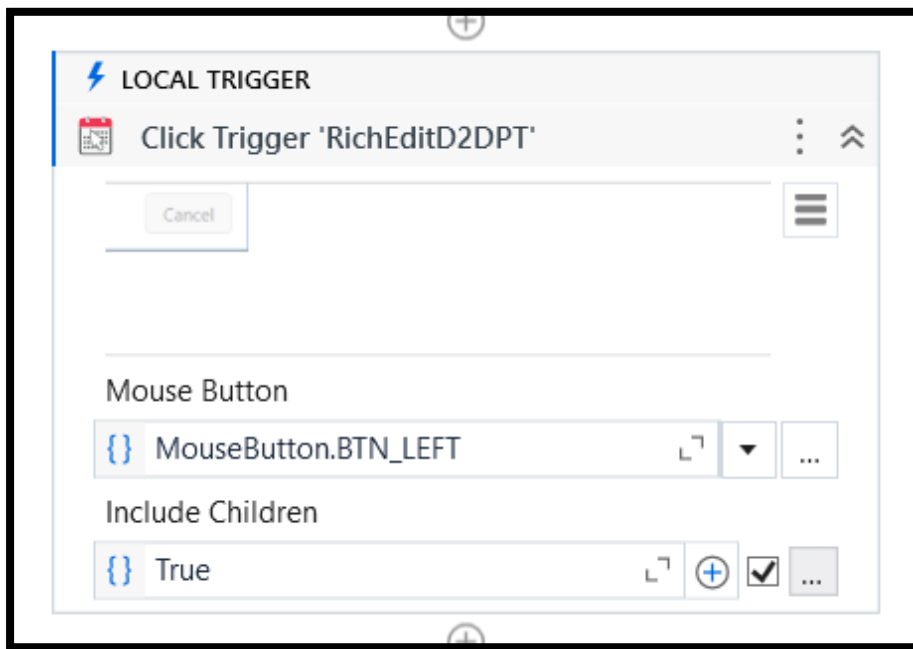 LOCAL TRIGGER
Click Trigger 'RichEditD2DPT'
Cancel
Mouse Button
{} MouseButton.BTN_LEFT ...
Include Children
{} True ...